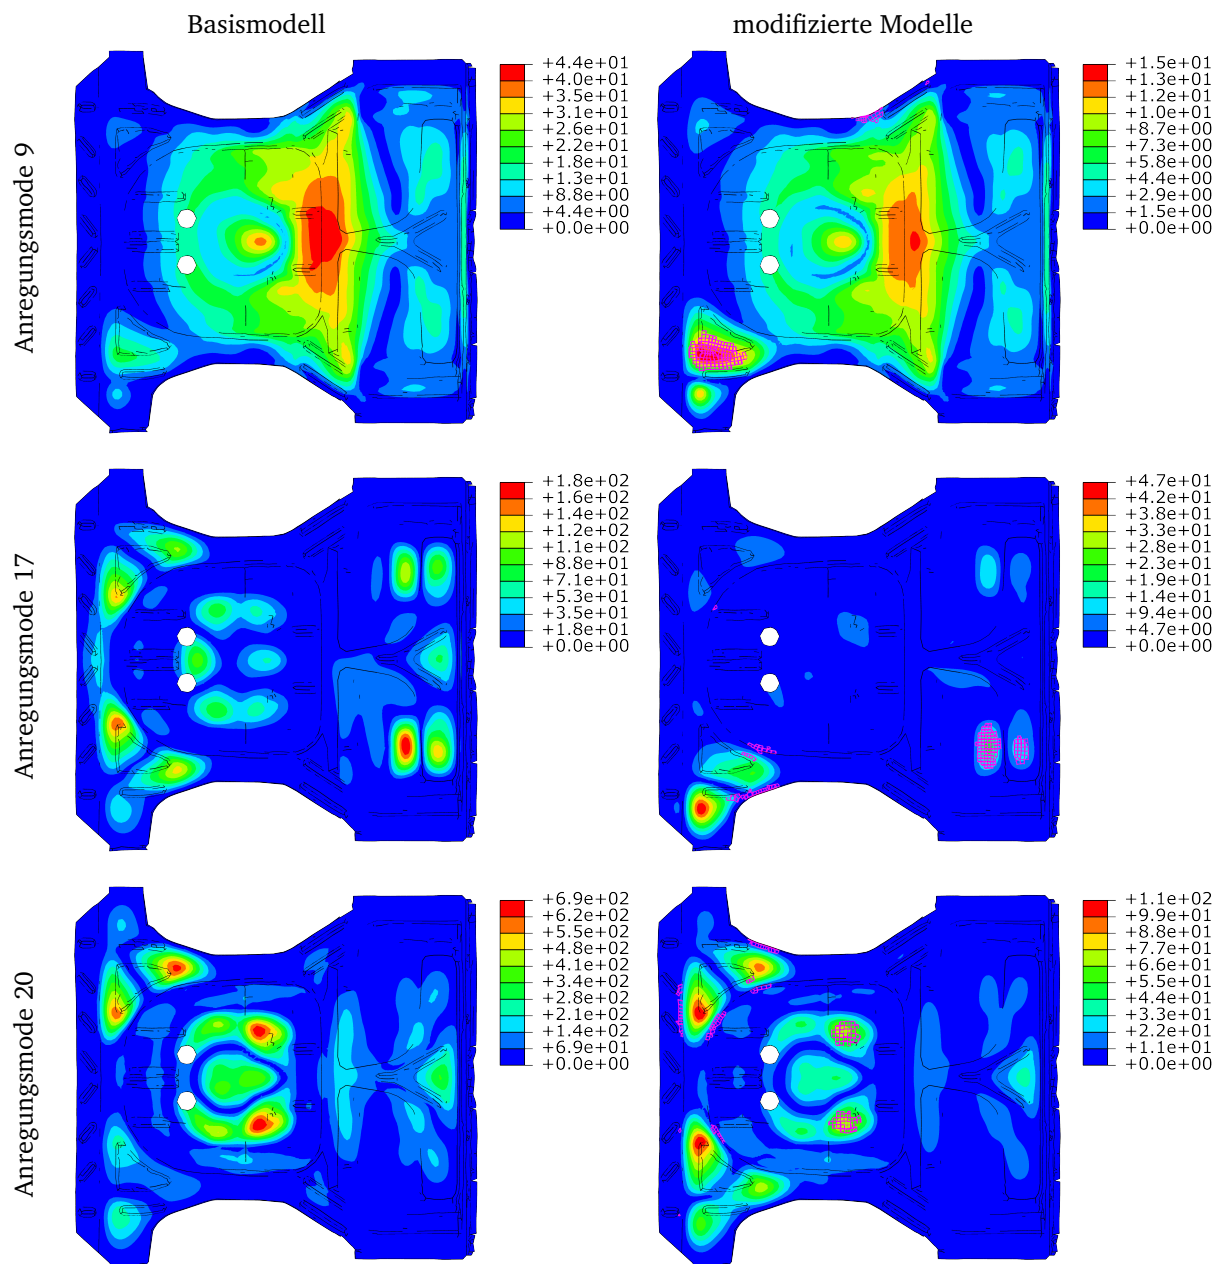 Basismodell
modifizierte Modelle
Anregungsmode 9
+4.4e+01
+4.0e+01
+3.5e+01
+3.1e+01
+2.6e+01
+2.2e+01
+1.8e+01
+1.3e+01
+8.8e+00
+4.4e+00
+0.0e+00
+1.5e+01
+1.3e+01
+1.2e+01
+1.0e+01
+8.7e+00
+7.3e+00
+5.8e+00
+4.4e+00
+2.9e+00
+1.5e+00
+0.0e+00
Anregungsmode 17
+1.8e+02
+1.6e+02
+1.4e+02
+1.2e+02
+1.1e+02
+8.8e+01
+7.1e+01
+5.3e+01
+3.5e+01
+1.8e+01
+0.0e+00
+4.7e+01
+4.2e+01
+3.8e+01
+3.3e+01
+2.8e+01
+2.3e+01
+1.9e+01
+1.4e+01
+9.4e+00
+4.7e+00
+0.0e+00
Anregungsmode 20
+6.9e+02
+6.2e+02
+5.5e+02
+4.8e+02
+4.1e+02
+3.4e+02
+2.8e+02
+2.1e+02
+1.4e+02
+6.9e+01
+0.0e+00
+1.1e+02
+9.9e+01
+8.8e+01
+7.7e+01
+6.6e+01
+5.5e+01
+4.4e+01
+3.3e+01
+2.2e+01
+1.1e+01
+0.0e+00